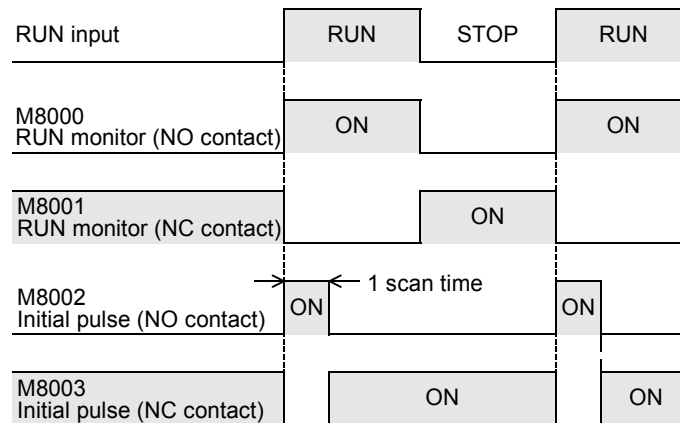 RUN input
RUN
STOP
RUN
M8000
RUN monitor (NO contact)
ON
ON
M8001
RUN monitor (NC contact)
ON
1 scan time
M8002
Initial pulse (NO contact)
ON
ON
M8003
Initial pulse (NC contact)
ON
ON